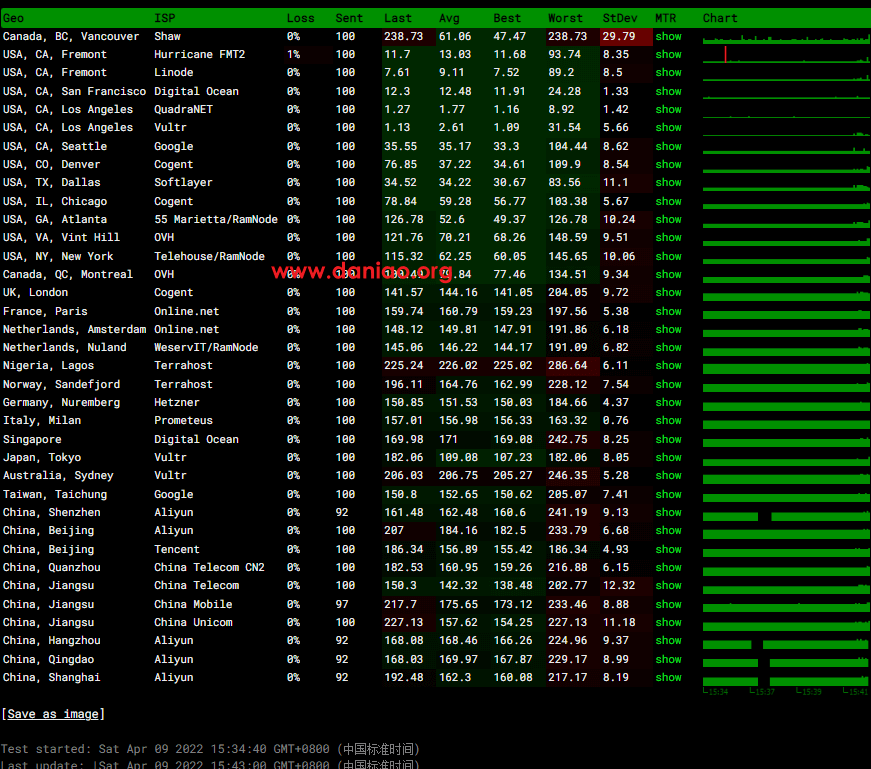 Geo ISP Loss Sent Last Avg Best Worst StDev MTR Chart
Canada, BC, Vancouver Shaw 0% 100 238.73 61.06 47.47 238.73 29.79 show
USA, CA, Fremont Hurricane FMT2 1% 100 11.7 13.03 11.68 93.74 8.35 show
USA, CA, Fremont Linode 0% 100 7.61 9.11 7.52 89.2 8.5 show
USA, CA, San Francisco Digital Ocean 0% 100 12.3 12.48 11.91 24.28 1.33 show
USA, CA, Los Angeles QuadraNET 0% 100 1.27 1.77 1.16 8.92 1.42 show
USA, CA, Los Angeles Vultr 0% 100 1.13 2.61 1.09 31.54 5.66 show
USA, CA, Seattle Google 0% 100 35.55 35.17 33.3 104.44 8.62 show
USA, CO, Denver Cogent 0% 100 76.85 37.22 34.61 109.9 8.54 show
USA, TX, Dallas Softlayer 0% 100 34.52 34.22 30.67 83.56 11.1 show
USA, IL, Chicago Cogent 0% 100 78.84 59.28 56.77 103.38 5.67 show
USA, GA, Atlanta 55 Marietta/RamNode 0% 100 126.78 52.6 49.37 126.78 10.24 show
USA, VA, Vint Hill OVH 0% 100 121.76 70.21 68.26 148.59 9.51 show
USA, NY, New York Telehouse/RamNode 0% 100 115.32 62.25 60.05 145.65 10.06 show
www.daniao.org
Canada, QC, Montreal OVH 0% 77.46 134.51 9.34 show
UK, London Cogent 0% 100 141.57 144.16 141.05 204.05 9.72 show
France, Paris Online.net 0% 100 159.74 160.79 159.23 197.56 5.38 show
Netherlands, Amsterdam Online.net 0% 100 148.12 149.81 147.91 191.86 6.18 show
Netherlands, Nuland WeservIT/RamNode 0% 100 145.06 146.22 144.17 191.09 6.82 show
Nigeria, Lagos Terrahost 0% 100 225.24 226.02 225.02 286.64 6.11 show
Norway, Sandefjord Terrahost 0% 100 196.11 164.76 162.99 228.12 7.54 show
Germany, Nuremberg Hetzner 0% 100 150.85 151.53 150.03 184.66 4.37 show
Italy, Milan Prometeus 0% 100 157.01 156.98 156.33 163.32 0.76 show
Singapore Digital Ocean 0% 100 169.98 171 169.08 242.75 8.25 show
Japan, Tokyo Vultr 0% 100 182.06 109.08 107.23 182.06 8.05 show
Australia, Sydney Vultr 0% 100 206.03 206.75 205.27 246.35 5.28 show
Taiwan, Taichung Google 0% 100 150.8 152.65 150.62 205.07 7.41 show
China, Shenzhen Aliyun 0% 92 161.48 162.48 160.6 241.19 9.13 show
China, Beijing Aliyun 0% 100 207 184.16 182.5 233.79 6.68 show
China, Beijing Tencent 0% 100 186.34 156.89 155.42 186.34 4.93 show
China, Quanzhou China Telecom CN2 0% 100 182.53 160.95 159.26 216.88 6.15 show
China, Jiangsu China Telecom 0% 100 150.3 142.32 138.48 202.77 12.32 show
China, Jiangsu China Mobile 0% 97 217.7 175.65 173.12 233.46 8.88 show
China, Jiangsu China Unicom 0% 100 227.13 157.62 154.25 227.13 11.18 show
China, Hangzhou Aliyun 0% 92 168.08 168.46 166.26 224.96 9.37 show
China, Qingdao Aliyun 0% 92 168.03 169.97 167.87 229.17 8.99 show
China, Shanghai Aliyun 0% 92 192.48 162.3 160.08 217.17 8.19 show
15:34 15:37 15:39 15:41
[Save as image]
Test started: Sat Apr 09 2022 15:34:40 GMT+0800 (中国标准时间)
Last update: |Sat Apr 09 2022 15:43:00 GMT+0800 (中国标准时间)